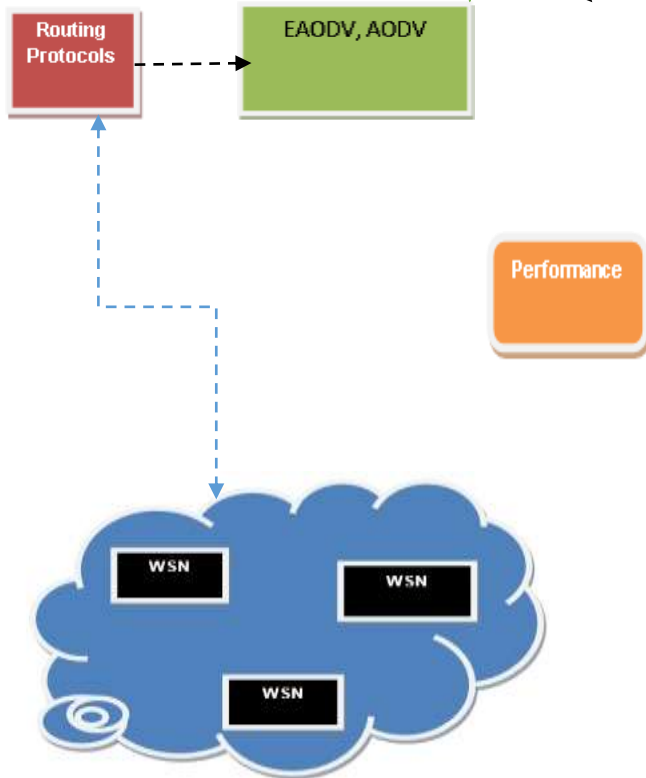 Routing
Protocols
EAODV, AODV
Performance
WSN
WSN
WSN